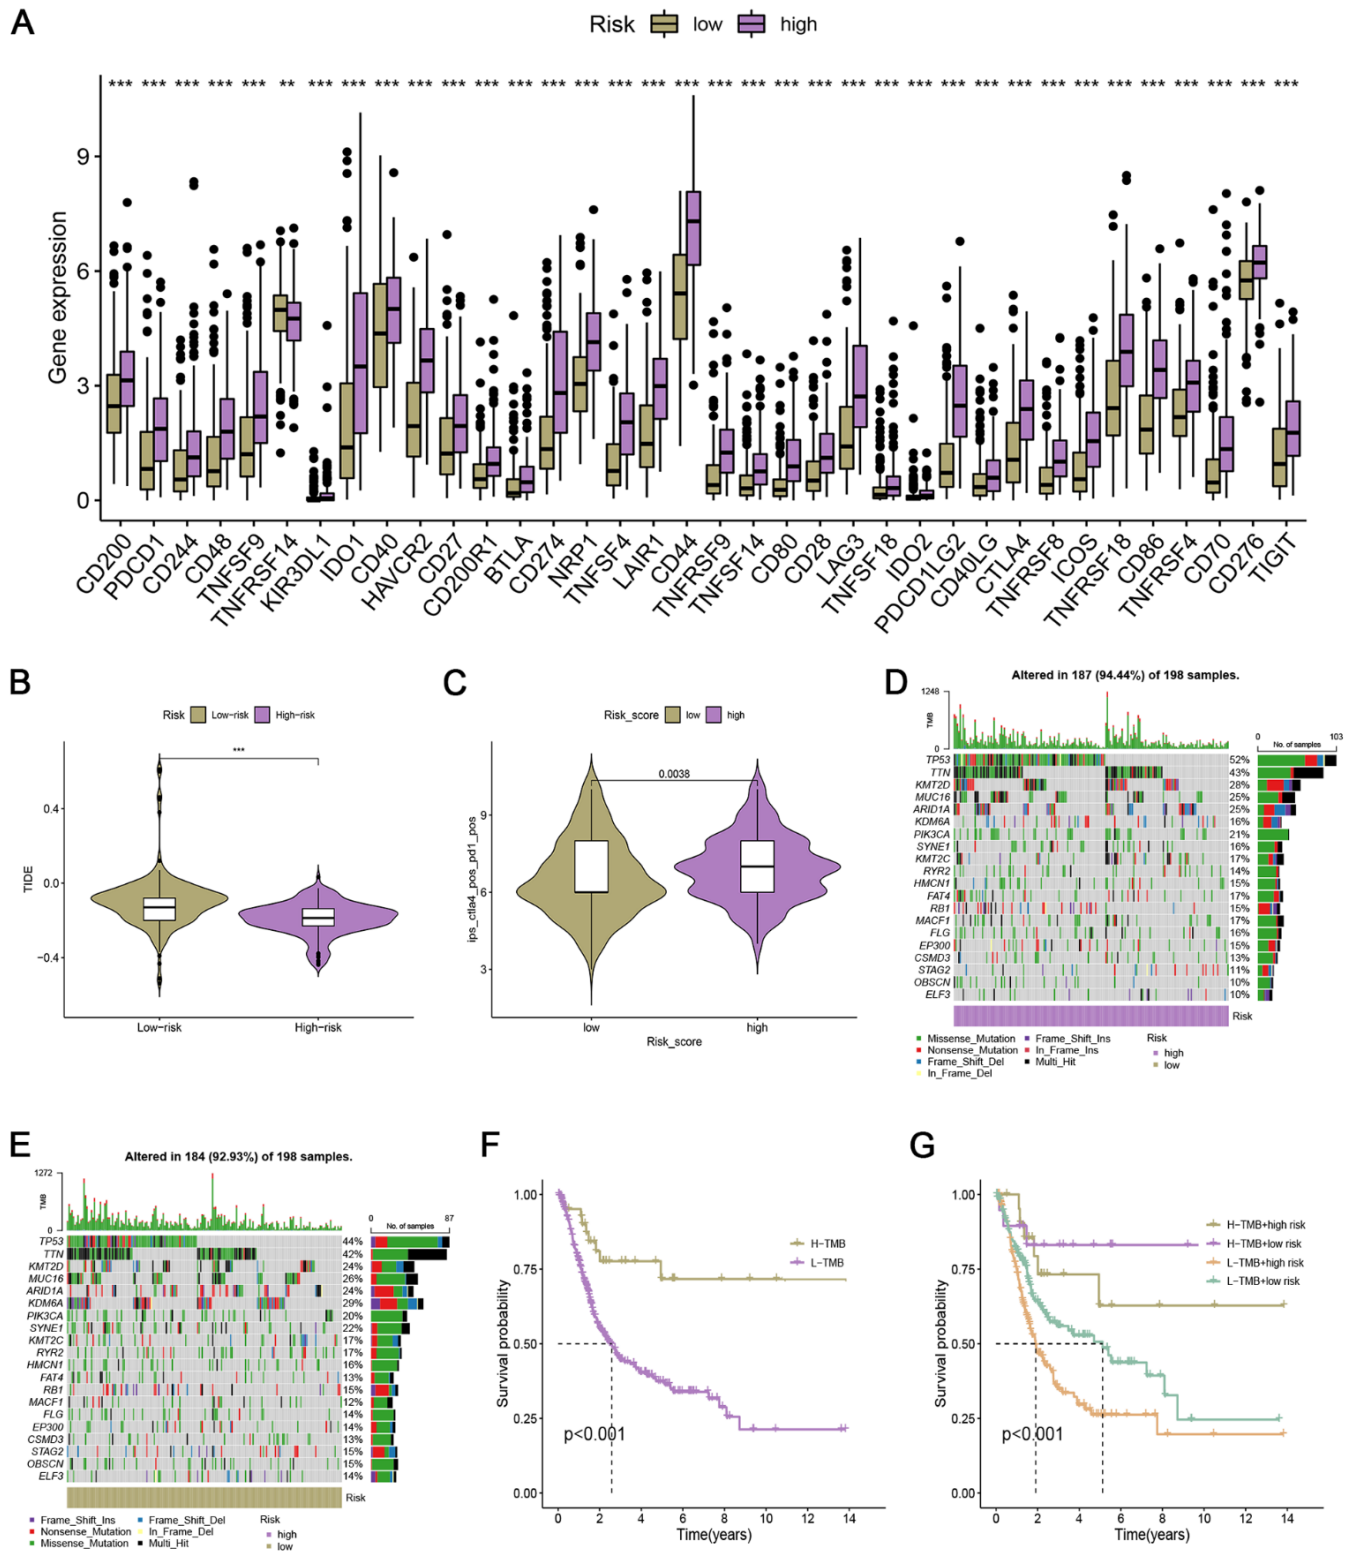 A
Risk low high
*** *** *** *** *** ** *** *** *** *** *** *** *** *** *** *** *** *** *** *** *** *** *** *** *** *** *** *** *** *** *** *** *** *** *** ***
Gene expression
9
6
3
0
CD200 PDCD1 CD244 CD48 TNFSF9 TNFRSF14 KIR3DL1 IDO1 CD40 HAVCR2 CD27 CD200R1 BTLA CD274 NRP1 TNFSF4 LAIR1 CD44 TNFRSF9 TNFSF14 CD80 CD28 LAG3 TNFSF18 IDO2 PDCD1LG2 CD40LG CTLA4 TNFRSF8 ICOS TNFRSF18 CD86 TNFRSF4 CD70 CD276 TIGIT
B
Risk Low-risk High-risk
***
TIDE
0.4
0.0
-0.4
Low-risk High-risk
C
Risk_score low high
0.0038
ips_ctla4_pos_pd1_pos
9
6
3
low high
Risk_score
D
Altered in 187 (94.44%) of 198 samples.
1248
TMB
0
0 103
No. of samples
TP53 52%
TTN 43%
KMT2D 28%
MUC16 25%
ARID1A 25%
KDM6A 16%
PIK3CA 21%
SYNE1 16%
KMT2C 17%
RYR2 14%
HMCN1 15%
FAT4 17%
RB1 15%
MACF1 17%
FLG 16%
EP300 15%
CSMD3 13%
STAG2 11%
OBSCN 10%
ELF3 10%
Risk
Missense_Mutation Frame_Shift_Ins Risk
Nonsense_Mutation In_Frame_Ins high
Frame_Shift_Del Multi_Hit low
In_Frame_Del
E
Altered in 184 (92.93%) of 198 samples.
1272
TMB
0
0 87
No. of samples
TP53 44%
TTN 42%
KMT2D 24%
MUC16 26%
ARID1A 24%
KDM6A 29%
PIK3CA 20%
SYNE1 22%
KMT2C 17%
RYR2 17%
HMCN1 16%
FAT4 13%
RB1 15%
MACF1 12%
FLG 14%
EP300 14%
CSMD3 13%
STAG2 15%
OBSCN 15%
ELF3 14%
Risk
Frame_Shift_Ins Frame_Shift_Del Risk
Nonsense_Mutation In_Frame_Del high
Missense_Mutation Multi_Hit low
F
Survival probability
1.00
0.75
0.50
0.25
0.00
H-TMB
L-TMB
p<0.001
0 2 4 6 8 10 12 14
Time(years)
G
Survival probability
1.00
0.75
0.50
0.25
0.00
H-TMB+high risk
H-TMB+low risk
L-TMB+high risk
L-TMB+low risk
p<0.001
0 2 4 6 8 10 12 14
Time(years)